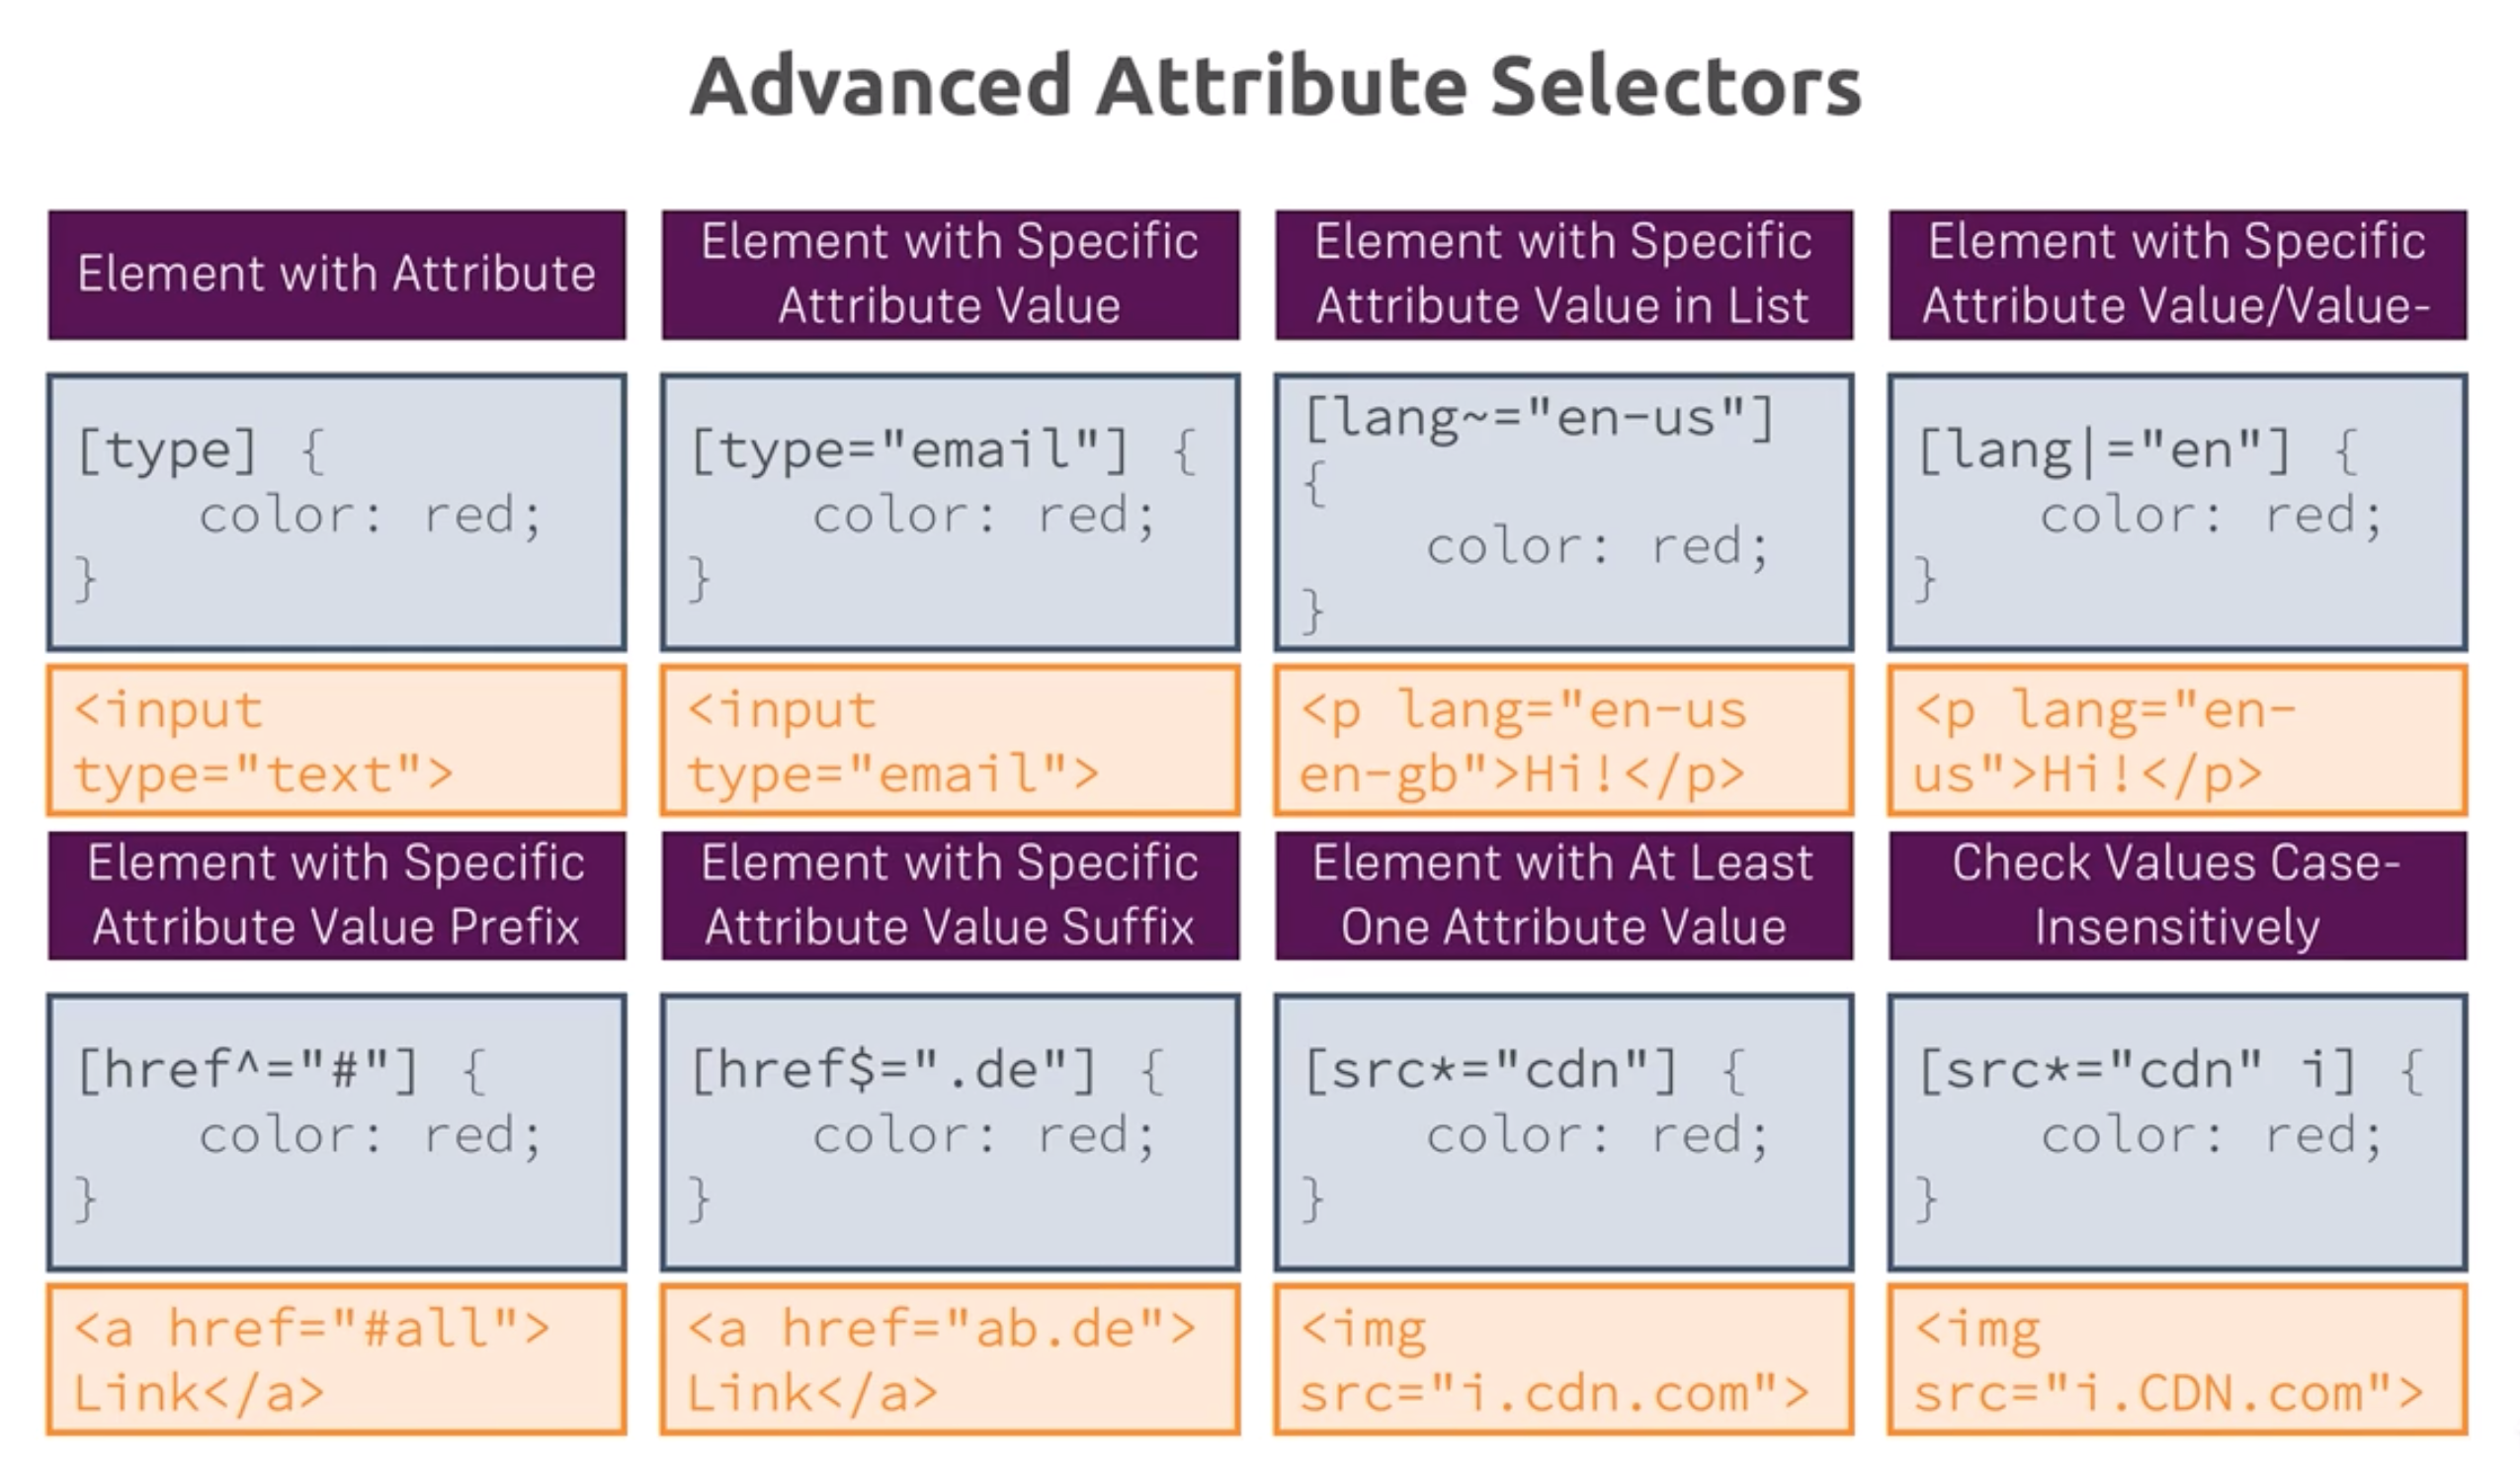 Advanced Attribute Selectors
Element with Attribute
[type] {
color: red;
}
<input
type="text">
Element with Specific
Attribute Value
[type="email"] {
color: red;
}
<input
type="email">
Element with Specific
Attribute Value in List
[lang~="en-us"]
{
color: red;
}
<p lang="en-us
en-gb">Hi!</p>
Element with Specific
Attribute Value/Value-
[lang|="en"] {
color: red;
}
<p lang="en-
us">Hi!</p>
Element with Specific
Attribute Value Prefix
[href^="#"] {
color: red;
}
<a href="#all">
Link</a>
Element with Specific
Attribute Value Suffix
[href$=".de"] {
color: red;
}
<a href="ab.de">
Link</a>
Element with At Least
One Attribute Value
[src*="cdn"] {
color: red;
}
<img
src="i.cdn.com">
Check Values Case-
Insensitively
[src*="cdn" i] {
color: red;
}
<img
src="i.CDN.com">